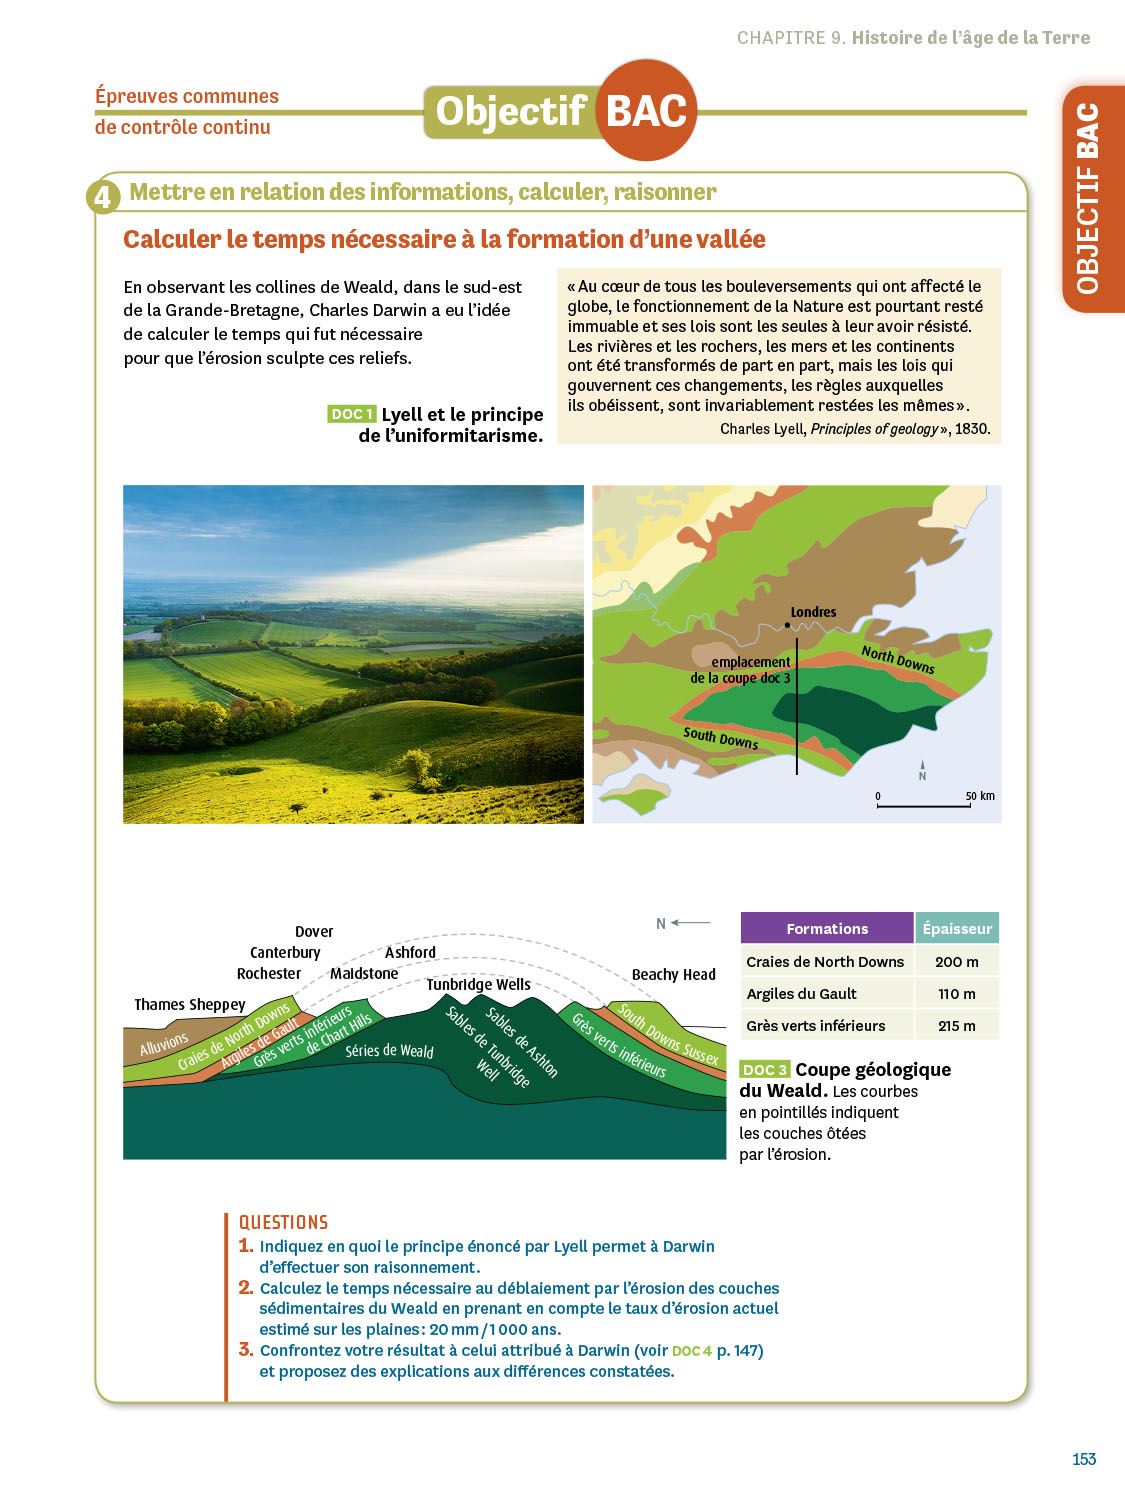 CHAPITRE 9. Histoire de l'âge de la Terre
OBJECTIF BAC
Épreuves communes
de contrôle continu
Objectif BAC
4 Mettre en relation des informations, calculer, raisonner
Calculer le temps nécessaire à la formation d'une vallée
En observant les collines de Weald, dans le sud-est
de la Grande-Bretagne, Charles Darwin a eu l'idée
de calculer le temps qui fut nécessaire
pour que l'érosion sculpte ces reliefs.
DOC 1 Lyell et le principe
de l'uniformitarisme.
« Au cœur de tous les bouleversements qui ont affecté le
globe, le fonctionnement de la Nature est pourtant resté
immuable et ses lois sont les seules à leur avoir résisté.
Les rivières et les rochers, les mers et les continents
ont été transformés de part en part, mais les lois qui
gouvernent ces changements, les règles auxquelles
ils obéissent, sont invariablement restées les mêmes ».
Charles Lyell, Principles of geology », 1830.
Londres
North Downs
emplacement
de la coupe doc 3
South Downs
N
0 50 km
N
Dover
Canterbury
Ashford
Rochester
Maidstone
Beachy Head
Tunbridge Wells
Thames Sheppey
Alluvions
Craies de North Downs
Argiles de Gault
Grès verts inférieurs
de Chart Hills
Séries de Weald
Sables de Tunbridge
Well
Sables de Ashton
Grès verts inférieurs
South Downs Sussex
Formations Épaisseur
Craies de North Downs 200 m
Argiles du Gault 110 m
Grès verts inférieurs 215 m
DOC 3 Coupe géologique
du Weald. Les courbes
en pointillés indiquent
les couches ôtées
par l'érosion.
QUESTIONS
1. Indiquez en quoi le principe énoncé par Lyell permet à Darwin
d'effectuer son raisonnement.
2. Calculez le temps nécessaire au déblaiement par l'érosion des couches
sédimentaires du Weald en prenant en compte le taux d'érosion actuel
estimé sur les plaines : 20 mm / 1 000 ans.
3. Confrontez votre résultat à celui attribué à Darwin (voir DOC 4 p. 147)
et proposez des explications aux différences constatées.
153